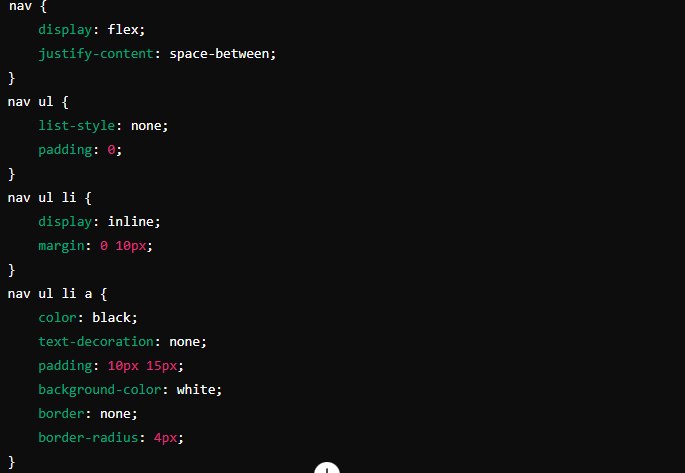 nav {
    display: flex;
    justify-content: space-between;
}
nav ul {
    list-style: none;
    padding: 0;
}
nav ul li {
    display: inline;
    margin: 0 10px;
}
nav ul li a {
    color: black;
    text-decoration: none;
    padding: 10px 15px;
    background-color: white;
    border: none;
    border-radius: 4px;
}